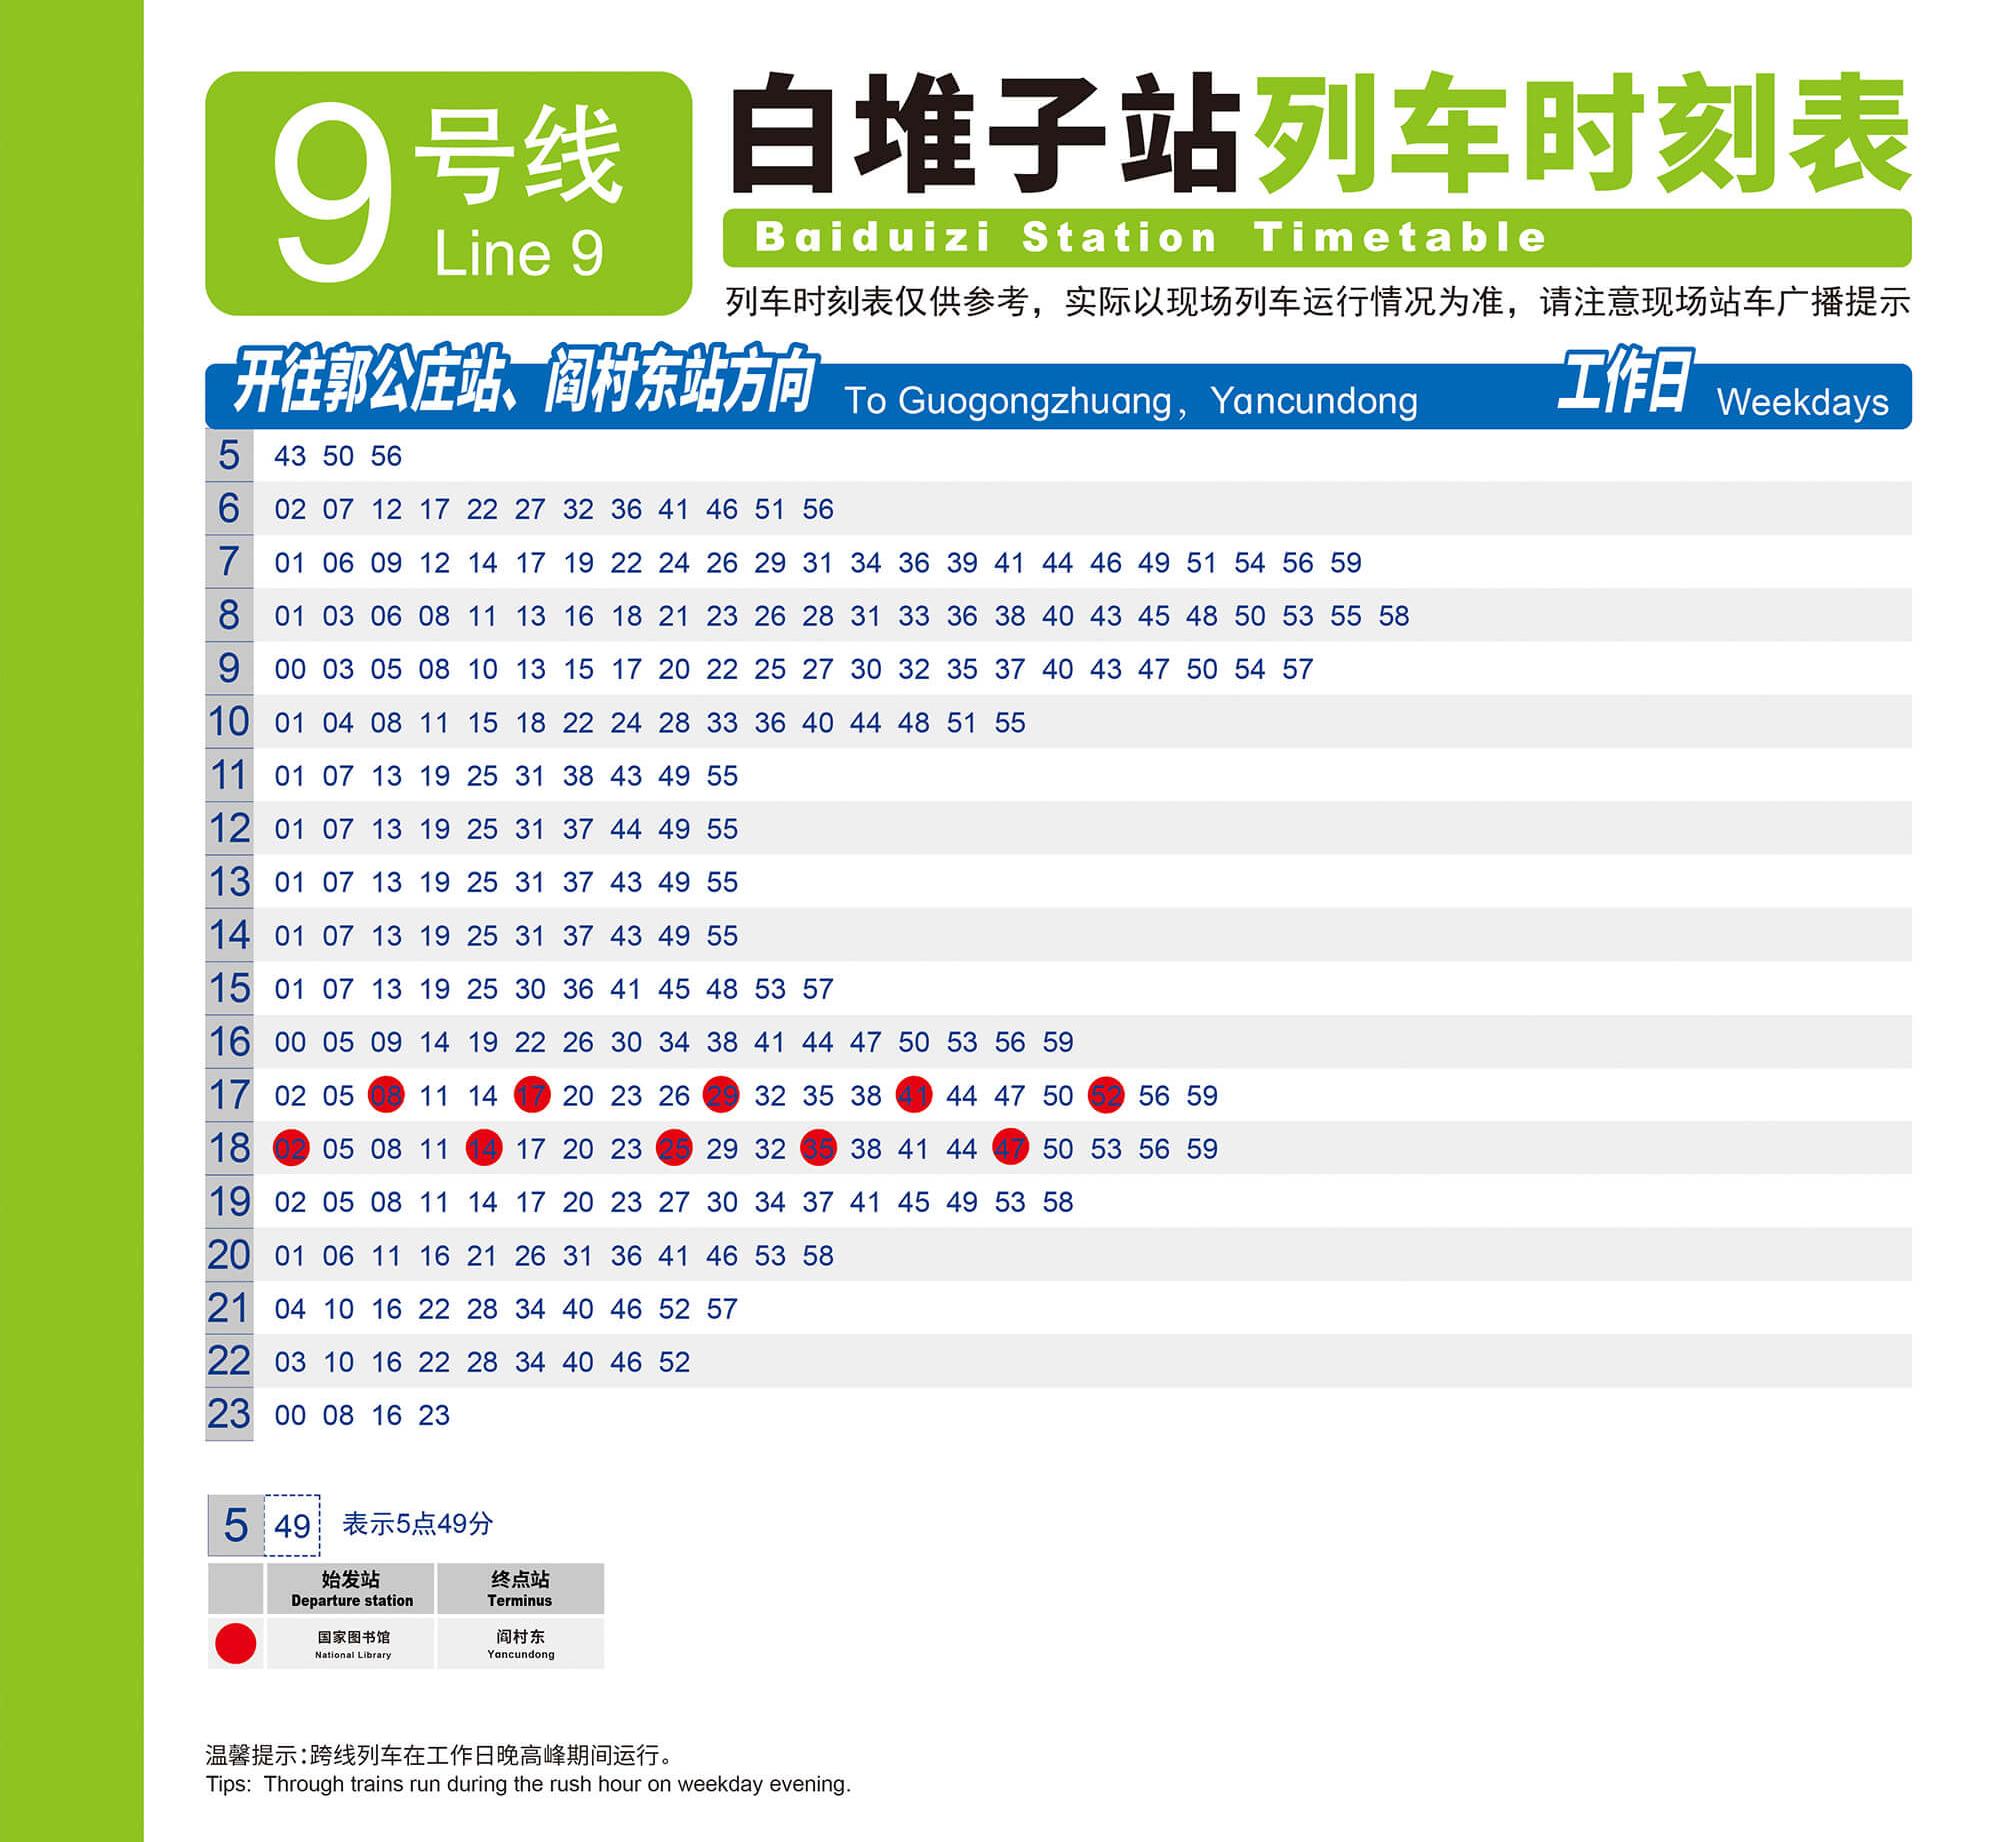 9 号线
Line 9
白堆子站列车时刻表
Baiduizi Station Timetable
列车时刻表仅供参考，实际以现场列车运行情况为准，请注意现场站车广播提示
开往郭公庄站、阎村东站方向 To Guogongzhuang, Yancundong 工作日 Weekdays
5 43 50 56
6 02 07 12 17 22 27 32 36 41 46 51 56
7 01 06 09 12 14 17 19 22 24 26 29 31 34 36 39 41 44 46 49 51 54 56 59
8 01 03 06 08 11 13 16 18 21 23 26 28 31 33 36 38 40 43 45 48 50 53 55 58
9 00 03 05 08 10 13 15 17 20 22 25 27 30 32 35 37 40 43 47 50 54 57
10 01 04 08 11 15 18 22 24 28 33 36 40 44 48 51 55
11 01 07 13 19 25 31 38 43 49 55
12 01 07 13 19 25 31 37 44 49 55
13 01 07 13 19 25 31 37 43 49 55
14 01 07 13 19 25 31 37 43 49 55
15 01 07 13 19 25 30 36 41 45 48 53 57
16 00 05 09 14 19 22 26 30 34 38 41 44 47 50 53 56 59
17 02 05 08 11 14 17 20 23 26 29 32 35 38 41 44 47 50 52 56 59
18 02 05 08 11 14 17 20 23 25 29 32 35 38 41 44 47 50 53 56 59
19 02 05 08 11 14 17 20 23 27 30 34 37 41 45 49 53 58
20 01 06 11 16 21 26 31 36 41 46 53 58
21 04 10 16 22 28 34 40 46 52 57
22 03 10 16 22 28 34 40 46 52
23 00 08 16 23
5 49 表示5点49分
始发站 终点站
Departure station Terminus
国家图书馆 阎村东
National Library Yancundong
温馨提示：跨线列车在工作日晚高峰期间运行。
Tips: Through trains run during the rush hour on weekday evening.